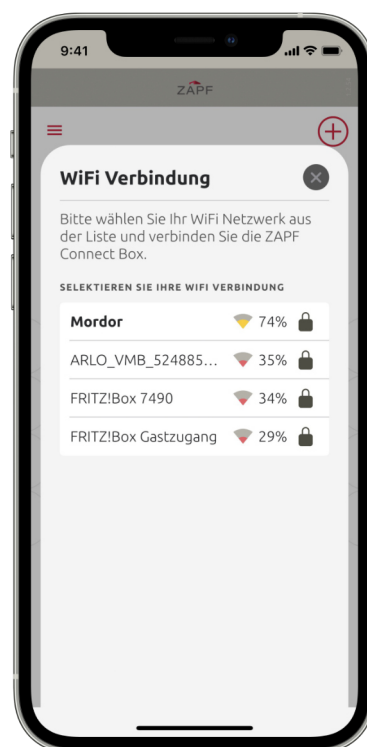 9:41
ZAPF
WiFi Verbindung
Bitte wählen Sie Ihr WiFi Netzwerk aus
der Liste und verbinden Sie die ZAPF
Connect Box.
SELEKTIEREN SIE IHRE WIFI VERBINDUNG
Mordor 74%
ARLO_VMB_524885... 35%
FRITZ!Box 7490 34%
FRITZ!Box Gastzugang 29%